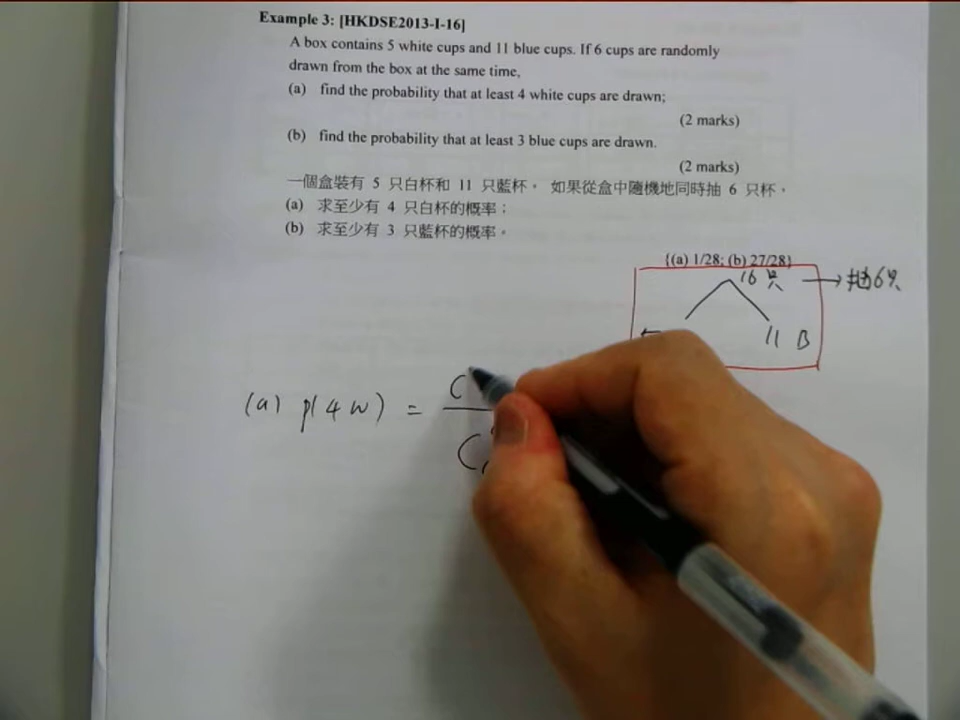 Example 3: [HKDSE2013-I-16]
A box contains 5 white cups and 11 blue cups. If 6 cups are randomly
drawn from the box at the same time,
(a) find the probability that at least 4 white cups are drawn;
(2 marks)
(b) find the probability that at least 3 blue cups are drawn.
(2 marks)
一個盒裝有 5 只白杯和 11 只藍杯。 如果從盒中隨機地同時抽 6 只杯，
(a) 求至少有 4 只白杯的概率；
(b) 求至少有 3 只藍杯的概率。
{(a) 1/28; (b) 27/28}
16 只 → 抽6只
11 B
(a) p(4W) = C
C